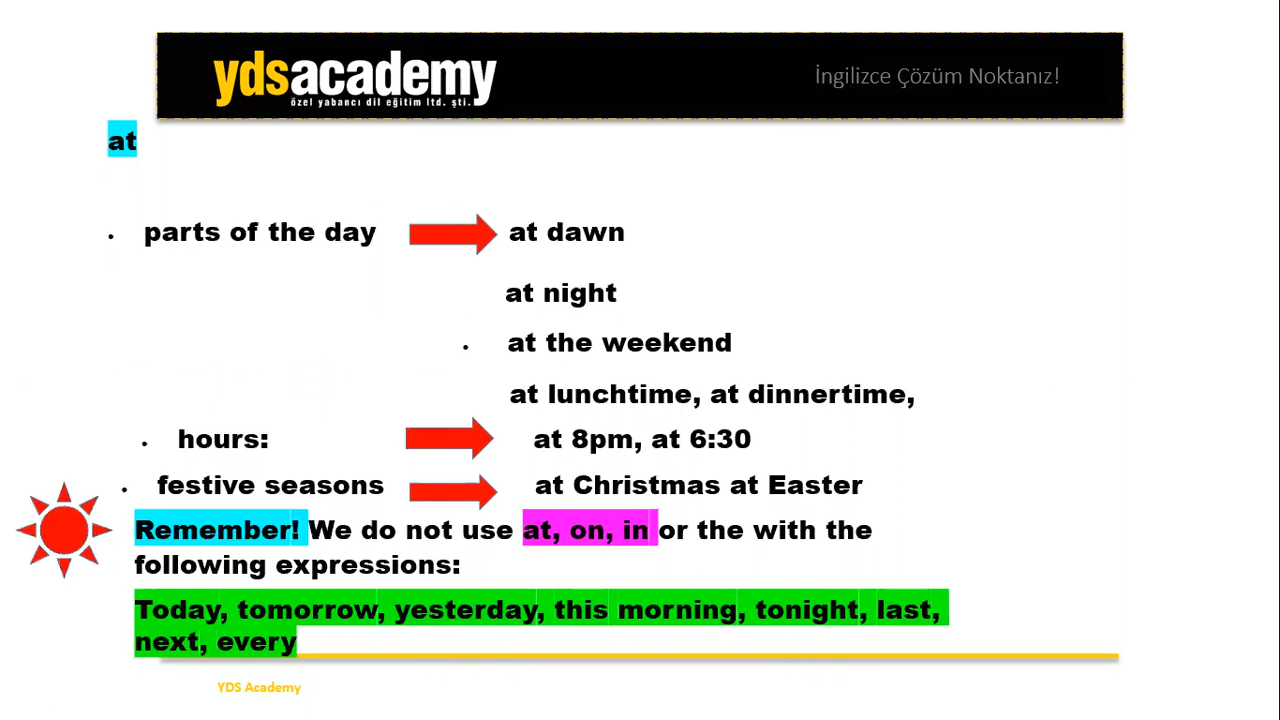 ydsacademy
özel yabancı dil eğitim ltd. şti.
İngilizce Çözüm Noktanız!
at
• parts of the day at dawn
at night
• at the weekend
at lunchtime, at dinnertime,
• hours: at 8pm, at 6:30
• festive seasons at Christmas at Easter
Remember! We do not use at, on, in or the with the
following expressions:
Today, tomorrow, yesterday, this morning, tonight, last,
next, every
YDS Academy